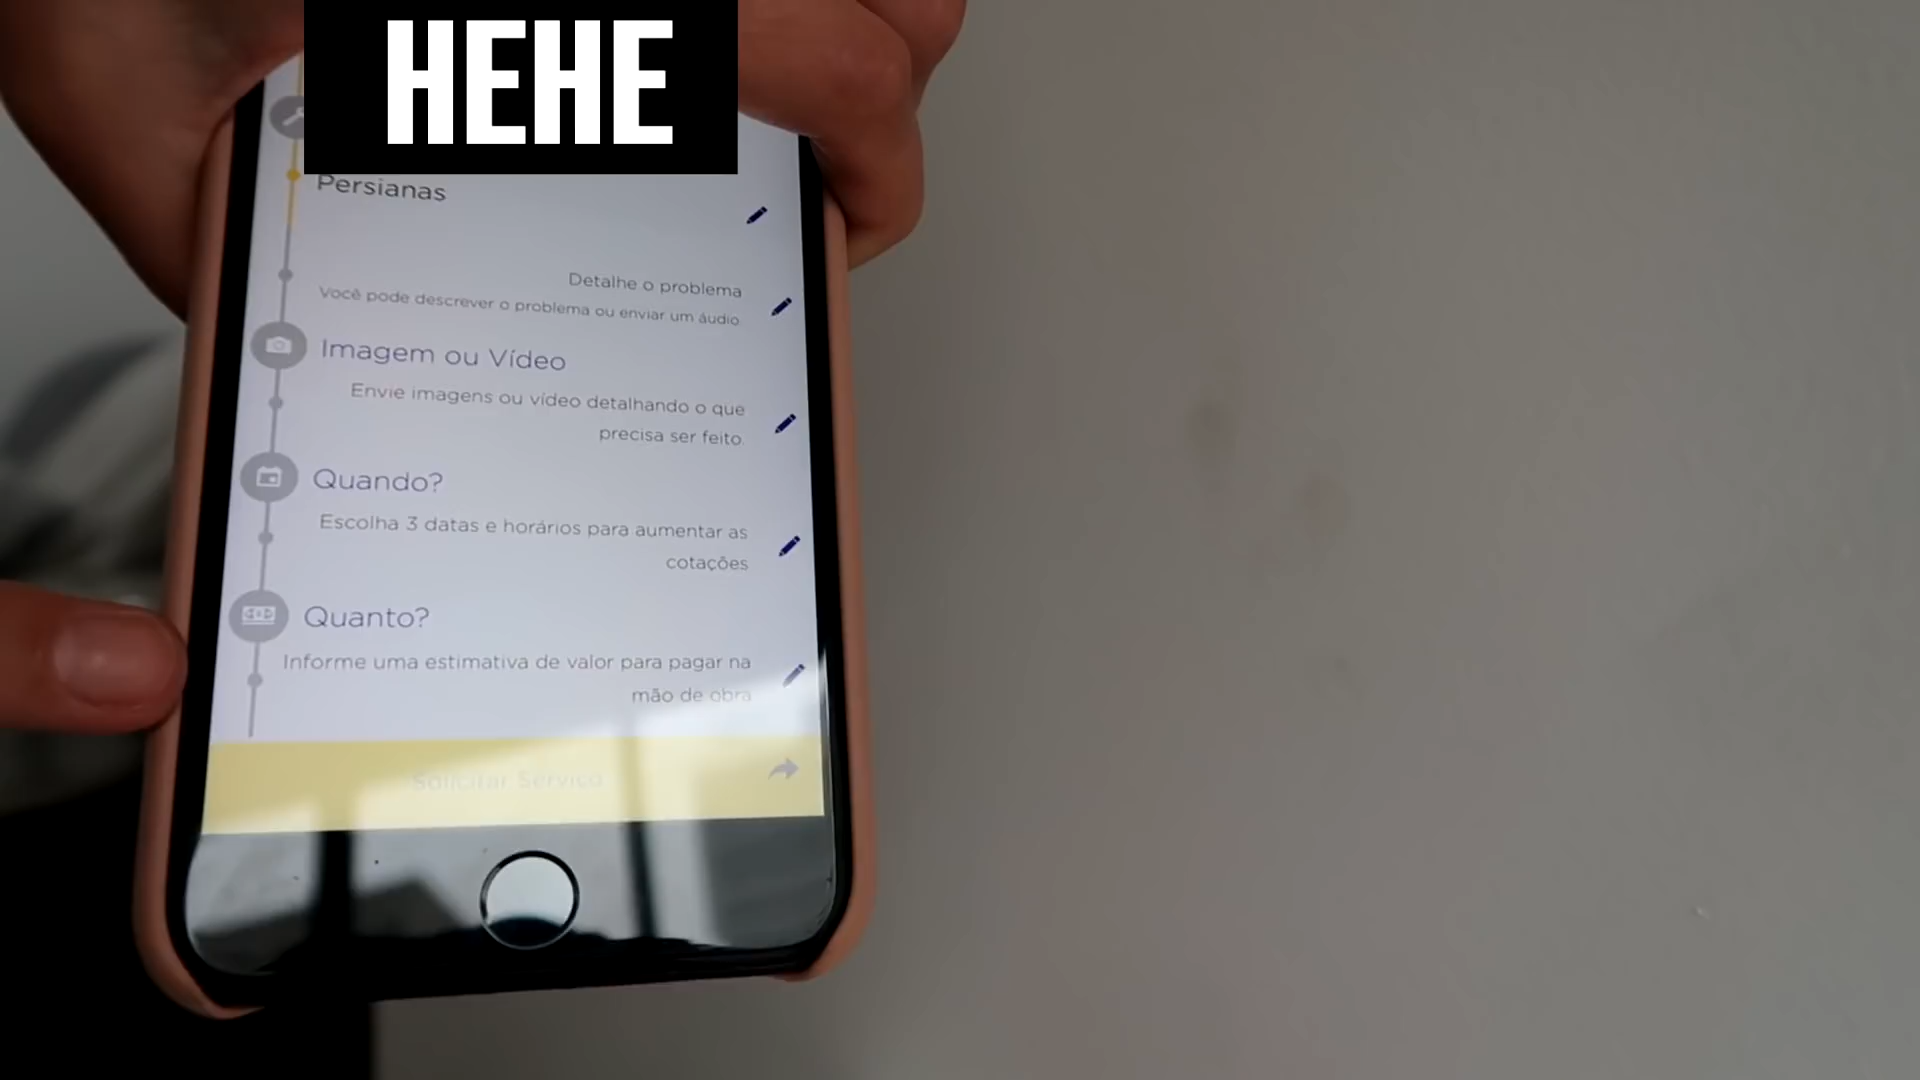 HEHE
Persianas
Detalhe o problema
Você pode descrever o problema ou enviar um áudio.
Imagem ou Vídeo
Envie imagens ou vídeo detalhando o que
precisa ser feito.
Quando?
Escolha 3 datas e horários para aumentar as
cotações
Quanto?
Informe uma estimativa de valor para pagar na
mão de obra
Solicitar Serviço